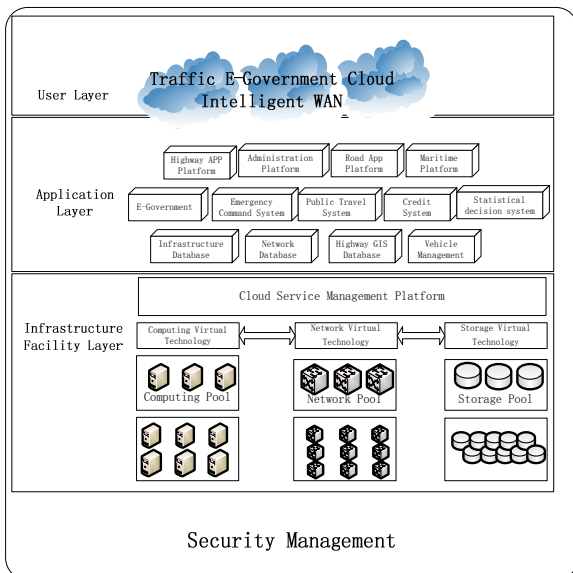 Traffic E-Government Cloud
Intelligent WAN
User Layer
Application
Layer
Highway APP
Platform
Administration
Platform
Road App
Platform
Maritime
Platform
E-Government
Emergency
Command System
Public Travel
System
Credit
System
Statistical
decision system
Infrastructure
Database
Network
Database
Highway GIS
Database
Vehicle
Management
Infrastructure
Facility Layer
Cloud Service Management Platform
Computing Virtual
Technology
Network Virtual
Technology
Storage Virtual
Technology
Computing Pool
Network Pool
Storage Pool
Security Management